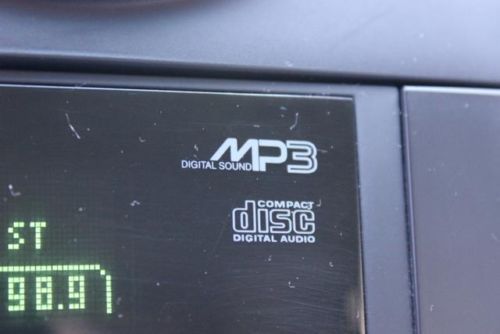 MP3
DIGITAL SOUND
COMPACT
disc
DIGITAL AUDIO
ST
98.9